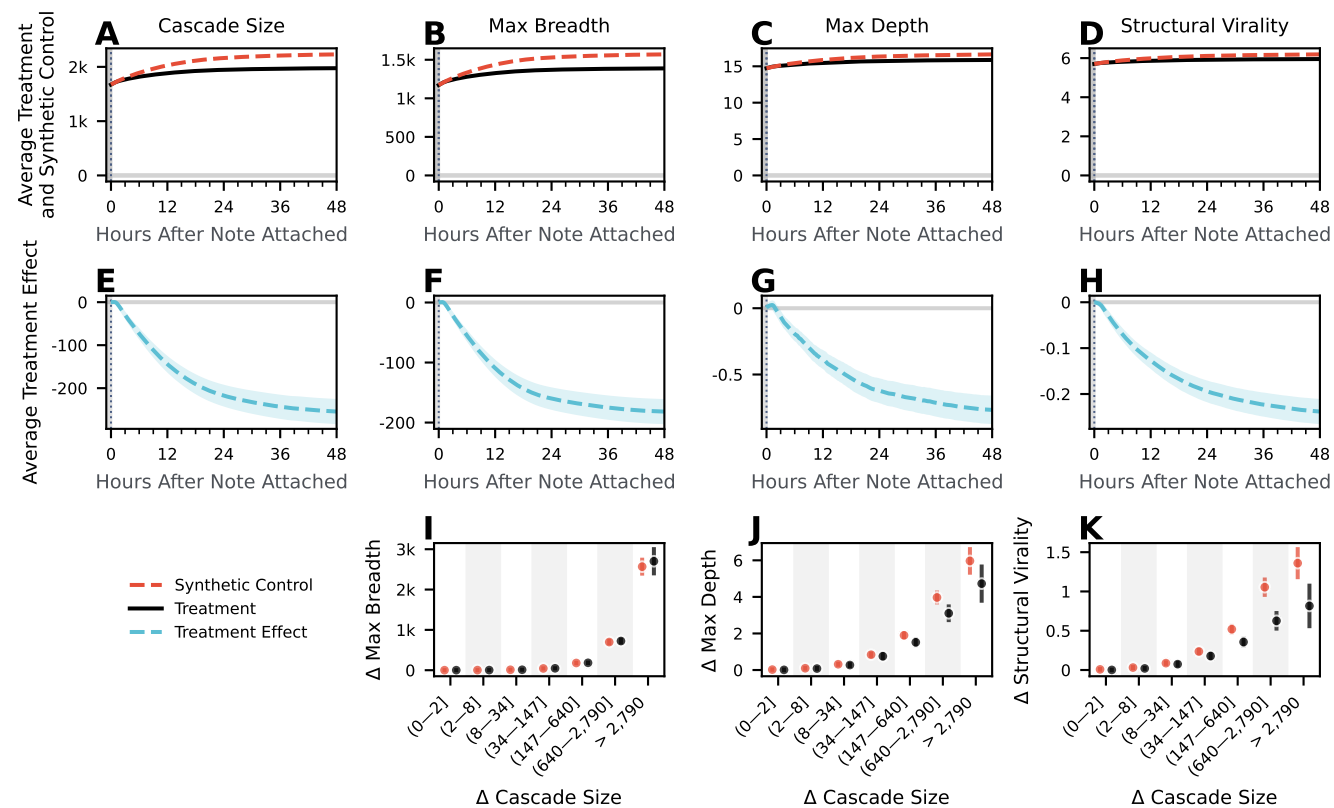 A Cascade Size
B Max Breadth
C Max Depth
D Structural Virality
Average Treatment
and Synthetic Control
2k
1k
0
1.5k
1k
500
0
15
10
5
0
6
4
2
0
0 12 24 36 48
0 12 24 36 48
0 12 24 36 48
0 12 24 36 48
Hours After Note Attached
Hours After Note Attached
Hours After Note Attached
Hours After Note Attached
E
F
G
H
Average Treatment Effect
0
-100
-200
0
-100
-200
0
-0.5
0
-0.1
-0.2
0 12 24 36 48
0 12 24 36 48
0 12 24 36 48
0 12 24 36 48
Hours After Note Attached
Hours After Note Attached
Hours After Note Attached
Hours After Note Attached
Synthetic Control
Treatment
Treatment Effect
I
Δ Max Breadth
3k
2k
1k
0
(0—2]
(2—8]
(8—34]
(34—147]
(147—640]
(640—2,790]
> 2,790
Δ Cascade Size
J
Δ Max Depth
6
4
2
0
(0—2]
(2—8]
(8—34]
(34—147]
(147—640]
(640—2,790]
> 2,790
Δ Cascade Size
K
Δ Structural Virality
1.5
1
0.5
0
(0—2]
(2—8]
(8—34]
(34—147]
(147—640]
(640—2,790]
> 2,790
Δ Cascade Size